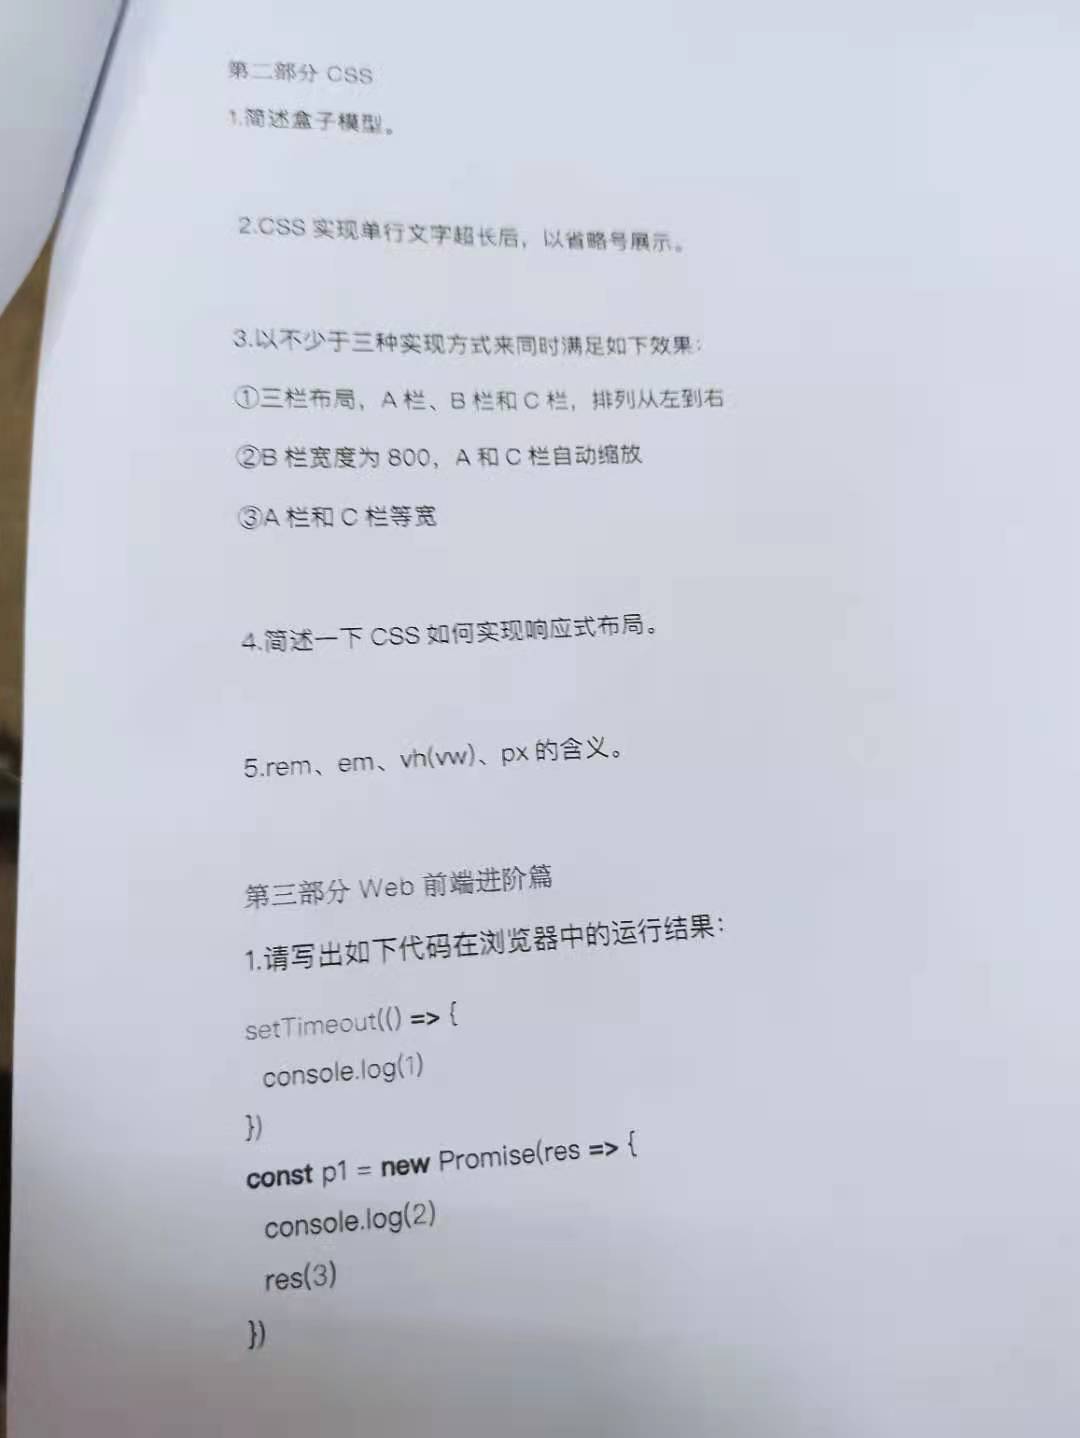 第二部分 CSS
1.简述盒子模型。
2.CSS 实现单行文字超长后，以省略号展示。
3.以不少于三种实现方式来同时满足如下效果：
①三栏布局，A 栏、B 栏和 C 栏，排列从左到右
②B 栏宽度为 800，A 和 C 栏自动缩放
③A 栏和 C 栏等宽
4.简述一下 CSS 如何实现响应式布局。
5.rem、em、vh(vw)、px 的含义。
第三部分 Web 前端进阶篇
1.请写出如下代码在浏览器中的运行结果：
setTimeout(() => {
console.log(1)
})
const p1 = new Promise(res => {
console.log(2)
res(3)
})